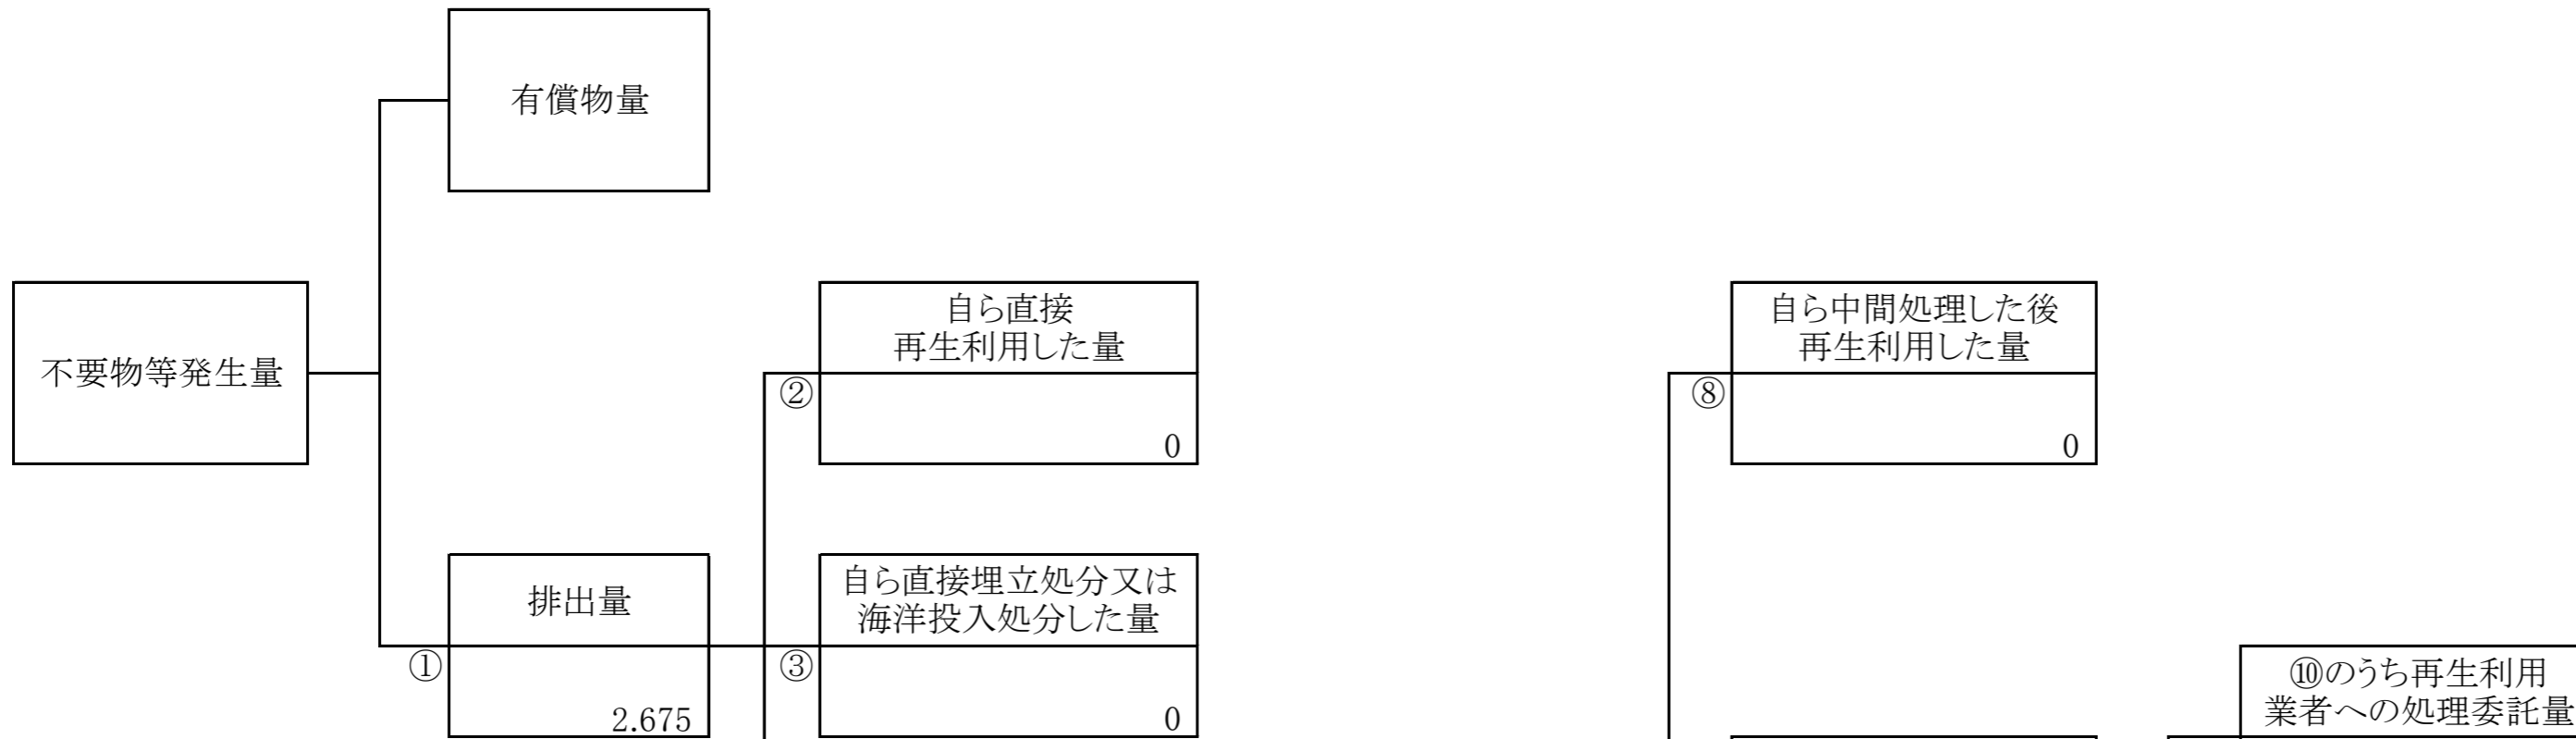 有償物量
不要物等発生量
自ら直接
再生利用した量
②
0
自ら中間処理した後
再生利用した量
⑧
0
排出量
①
2.675
自ら直接埋立処分又は
海洋投入処分した量
③
0
⑩のうち再生利用
業者への処理委託量